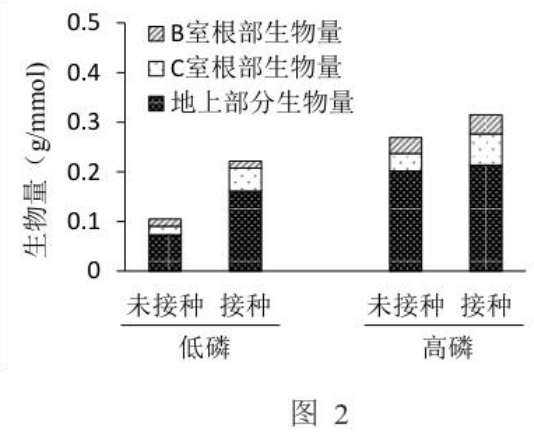 0.5
B室根部生物量
0.4
C室根部生物量
0.3
地上部分生物量
0.2
0.1
0
生物量（g/mmol)
未接种 接种 未接种 接种
低磷 高磷
图 2